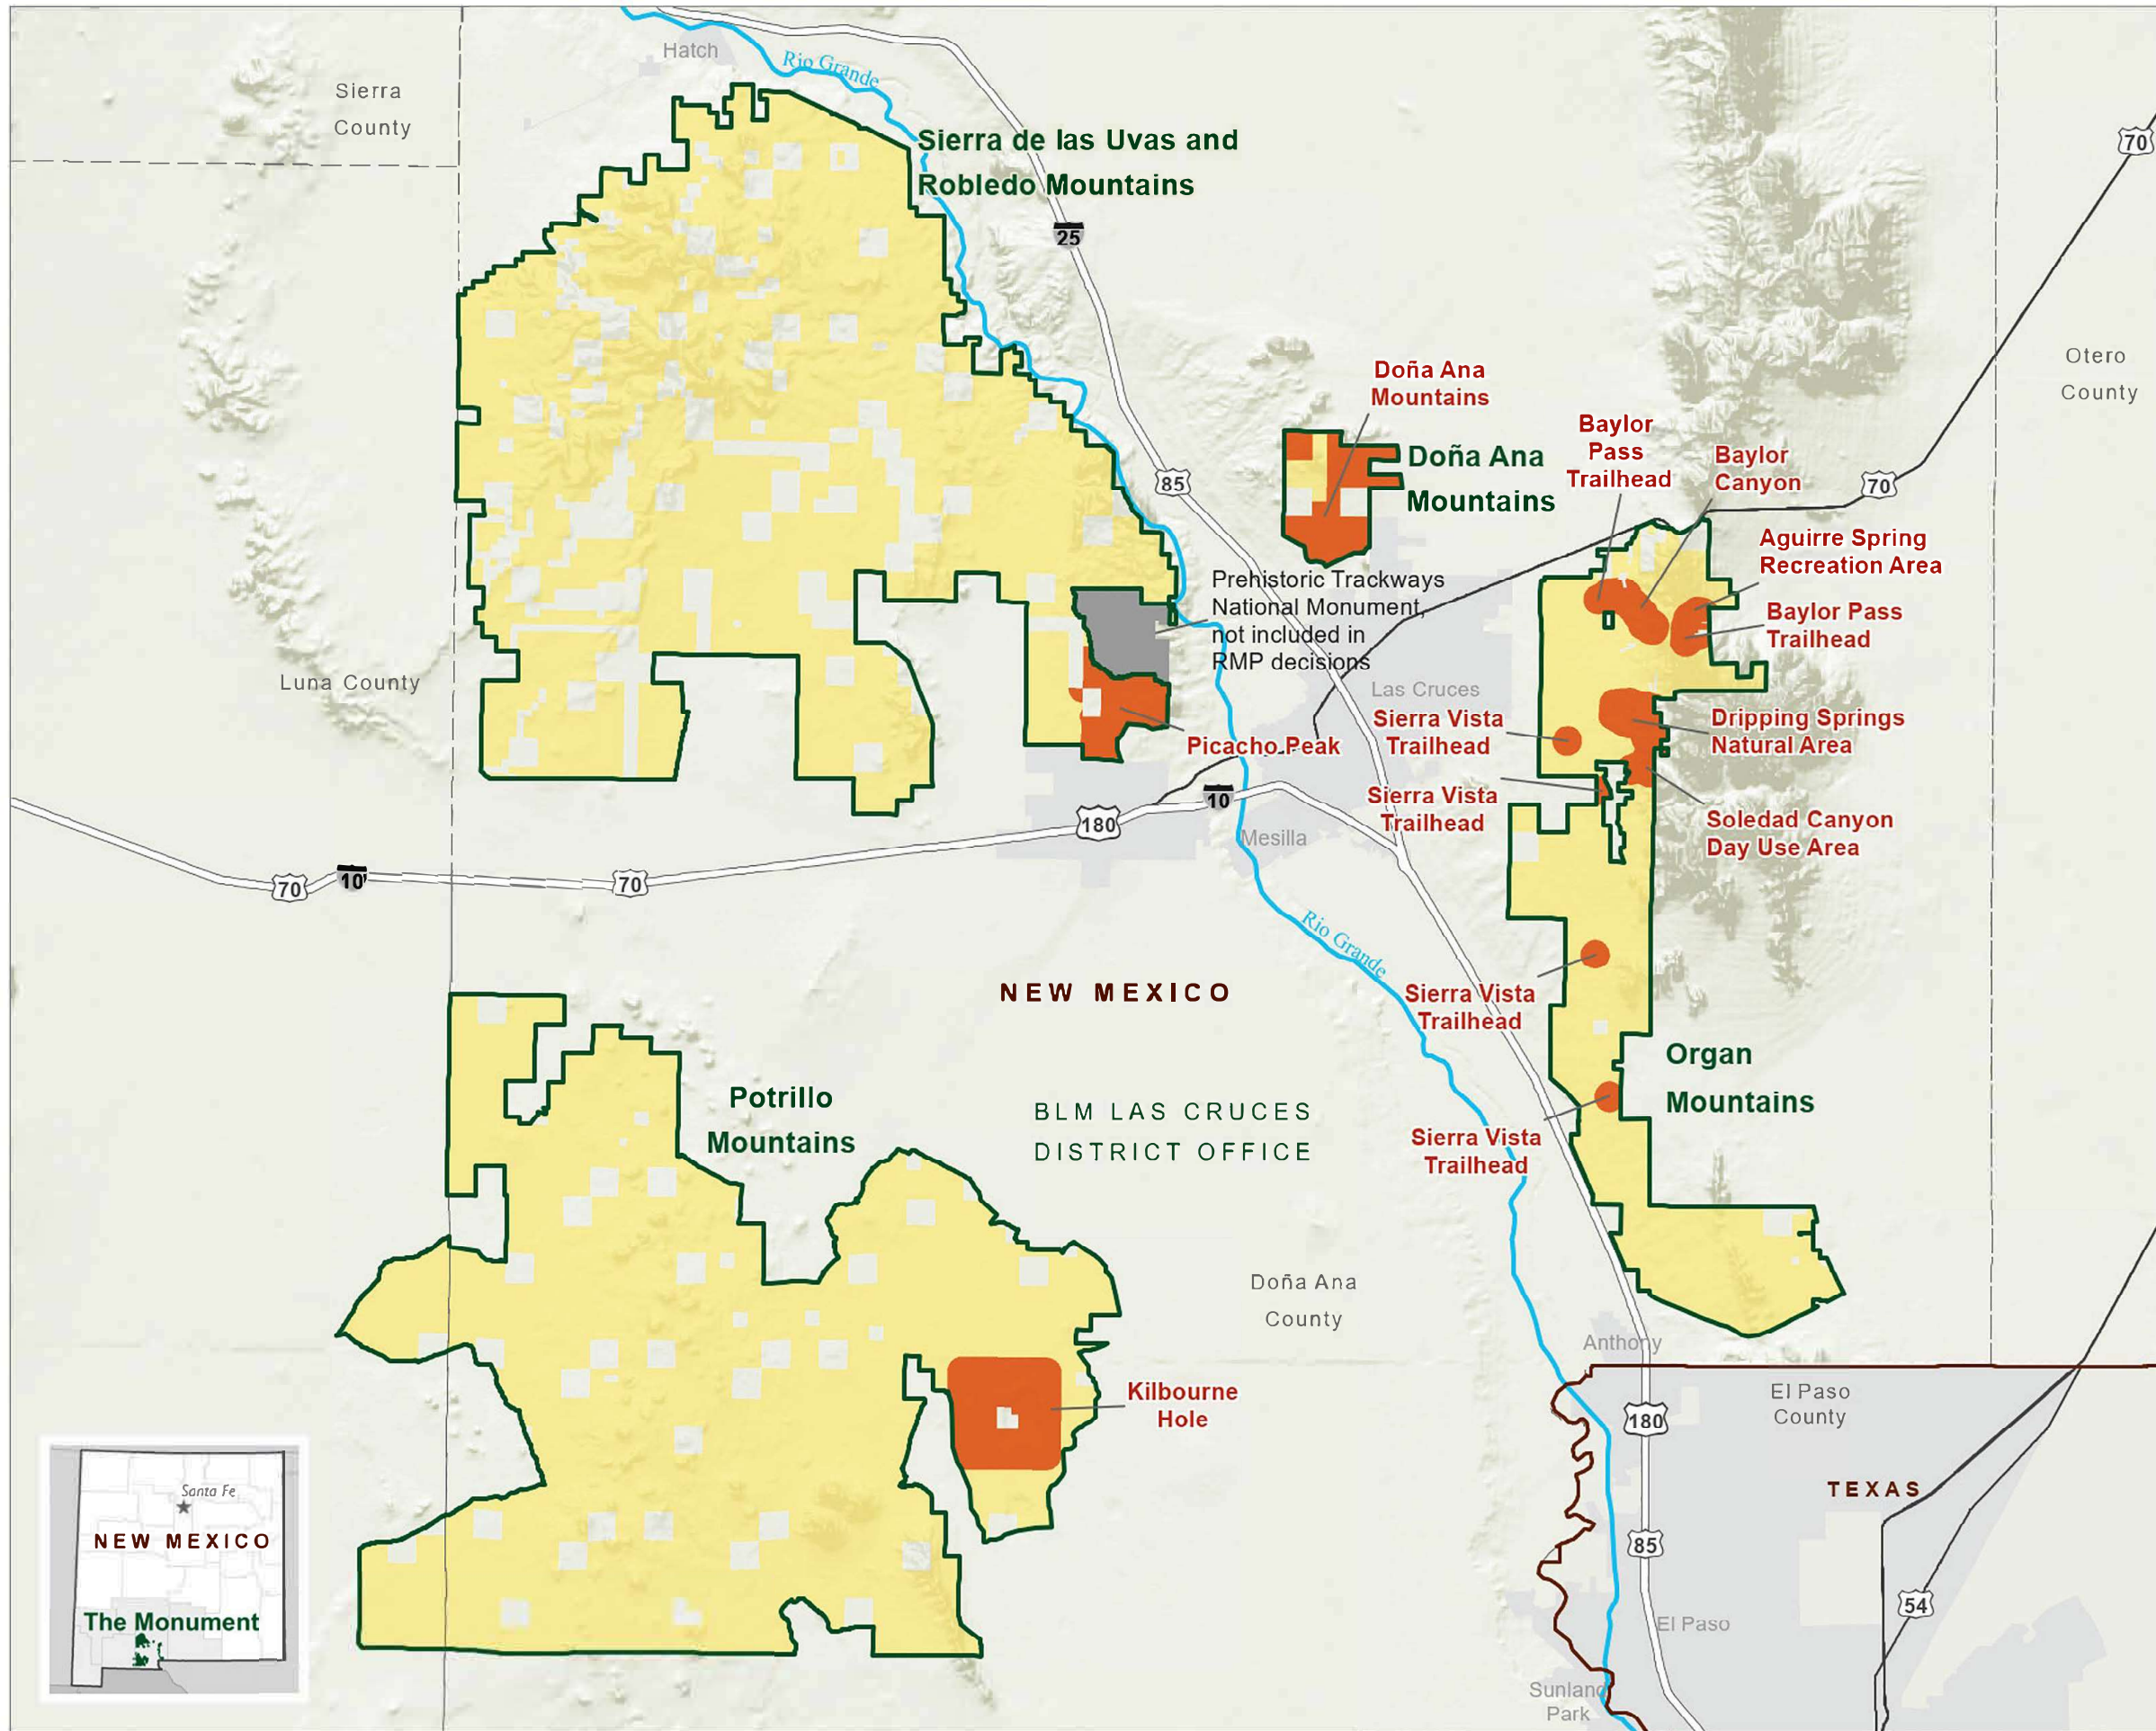 Hatch
Rio Grande
Sierra
County
Sierra de las Uvas and
Robledo Mountains
70
25
Otero
County
Doña Ana
Mountains
Doña Ana
Mountains
Baylor
Pass
Trailhead
Baylor
Canyon
85
70
Aguirre Spring
Recreation Area
Prehistoric Trackways
National Monument,
not included in
RMP decisions
Baylor Pass
Trailhead
Luna County
Las Cruces
Sierra Vista
Trailhead
Dripping Springs
Natural Area
Picacho Peak
10
Sierra Vista
Trailhead
180
Mesilla
Soledad Canyon
Day Use Area
70
10
70
Rio Grande
NEW MEXICO
Sierra Vista
Trailhead
Organ
Mountains
Potrillo
Mountains
BLM LAS CRUCES
DISTRICT OFFICE
Sierra Vista
Trailhead
Doña Ana
County
Anthony
Kilbourne
Hole
El Paso
County
180
TEXAS
85
54
El Paso
Sunland
Park
Santa Fe
NEW MEXICO
The Monument